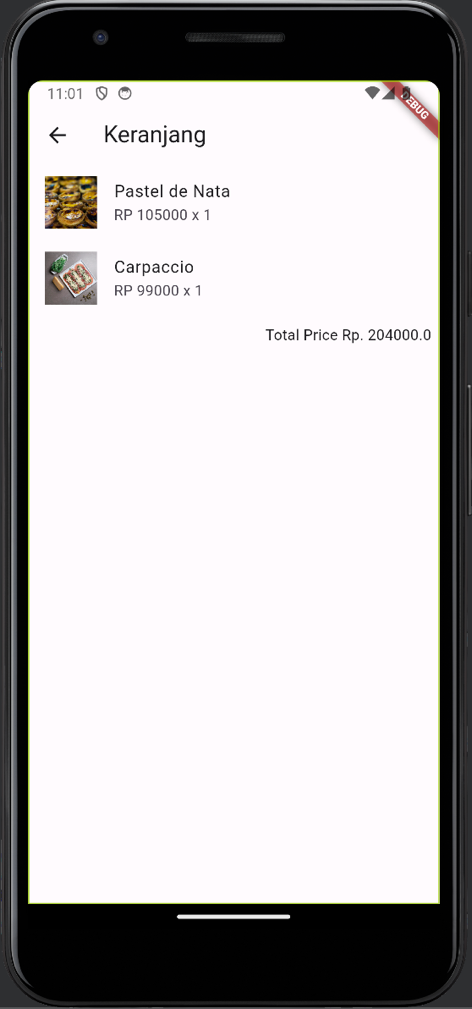 11:01
DEBUG
Keranjang
Pastel de Nata
RP 105000 x 1
Carpaccio
RP 99000 x 1
Total Price Rp. 204000.0